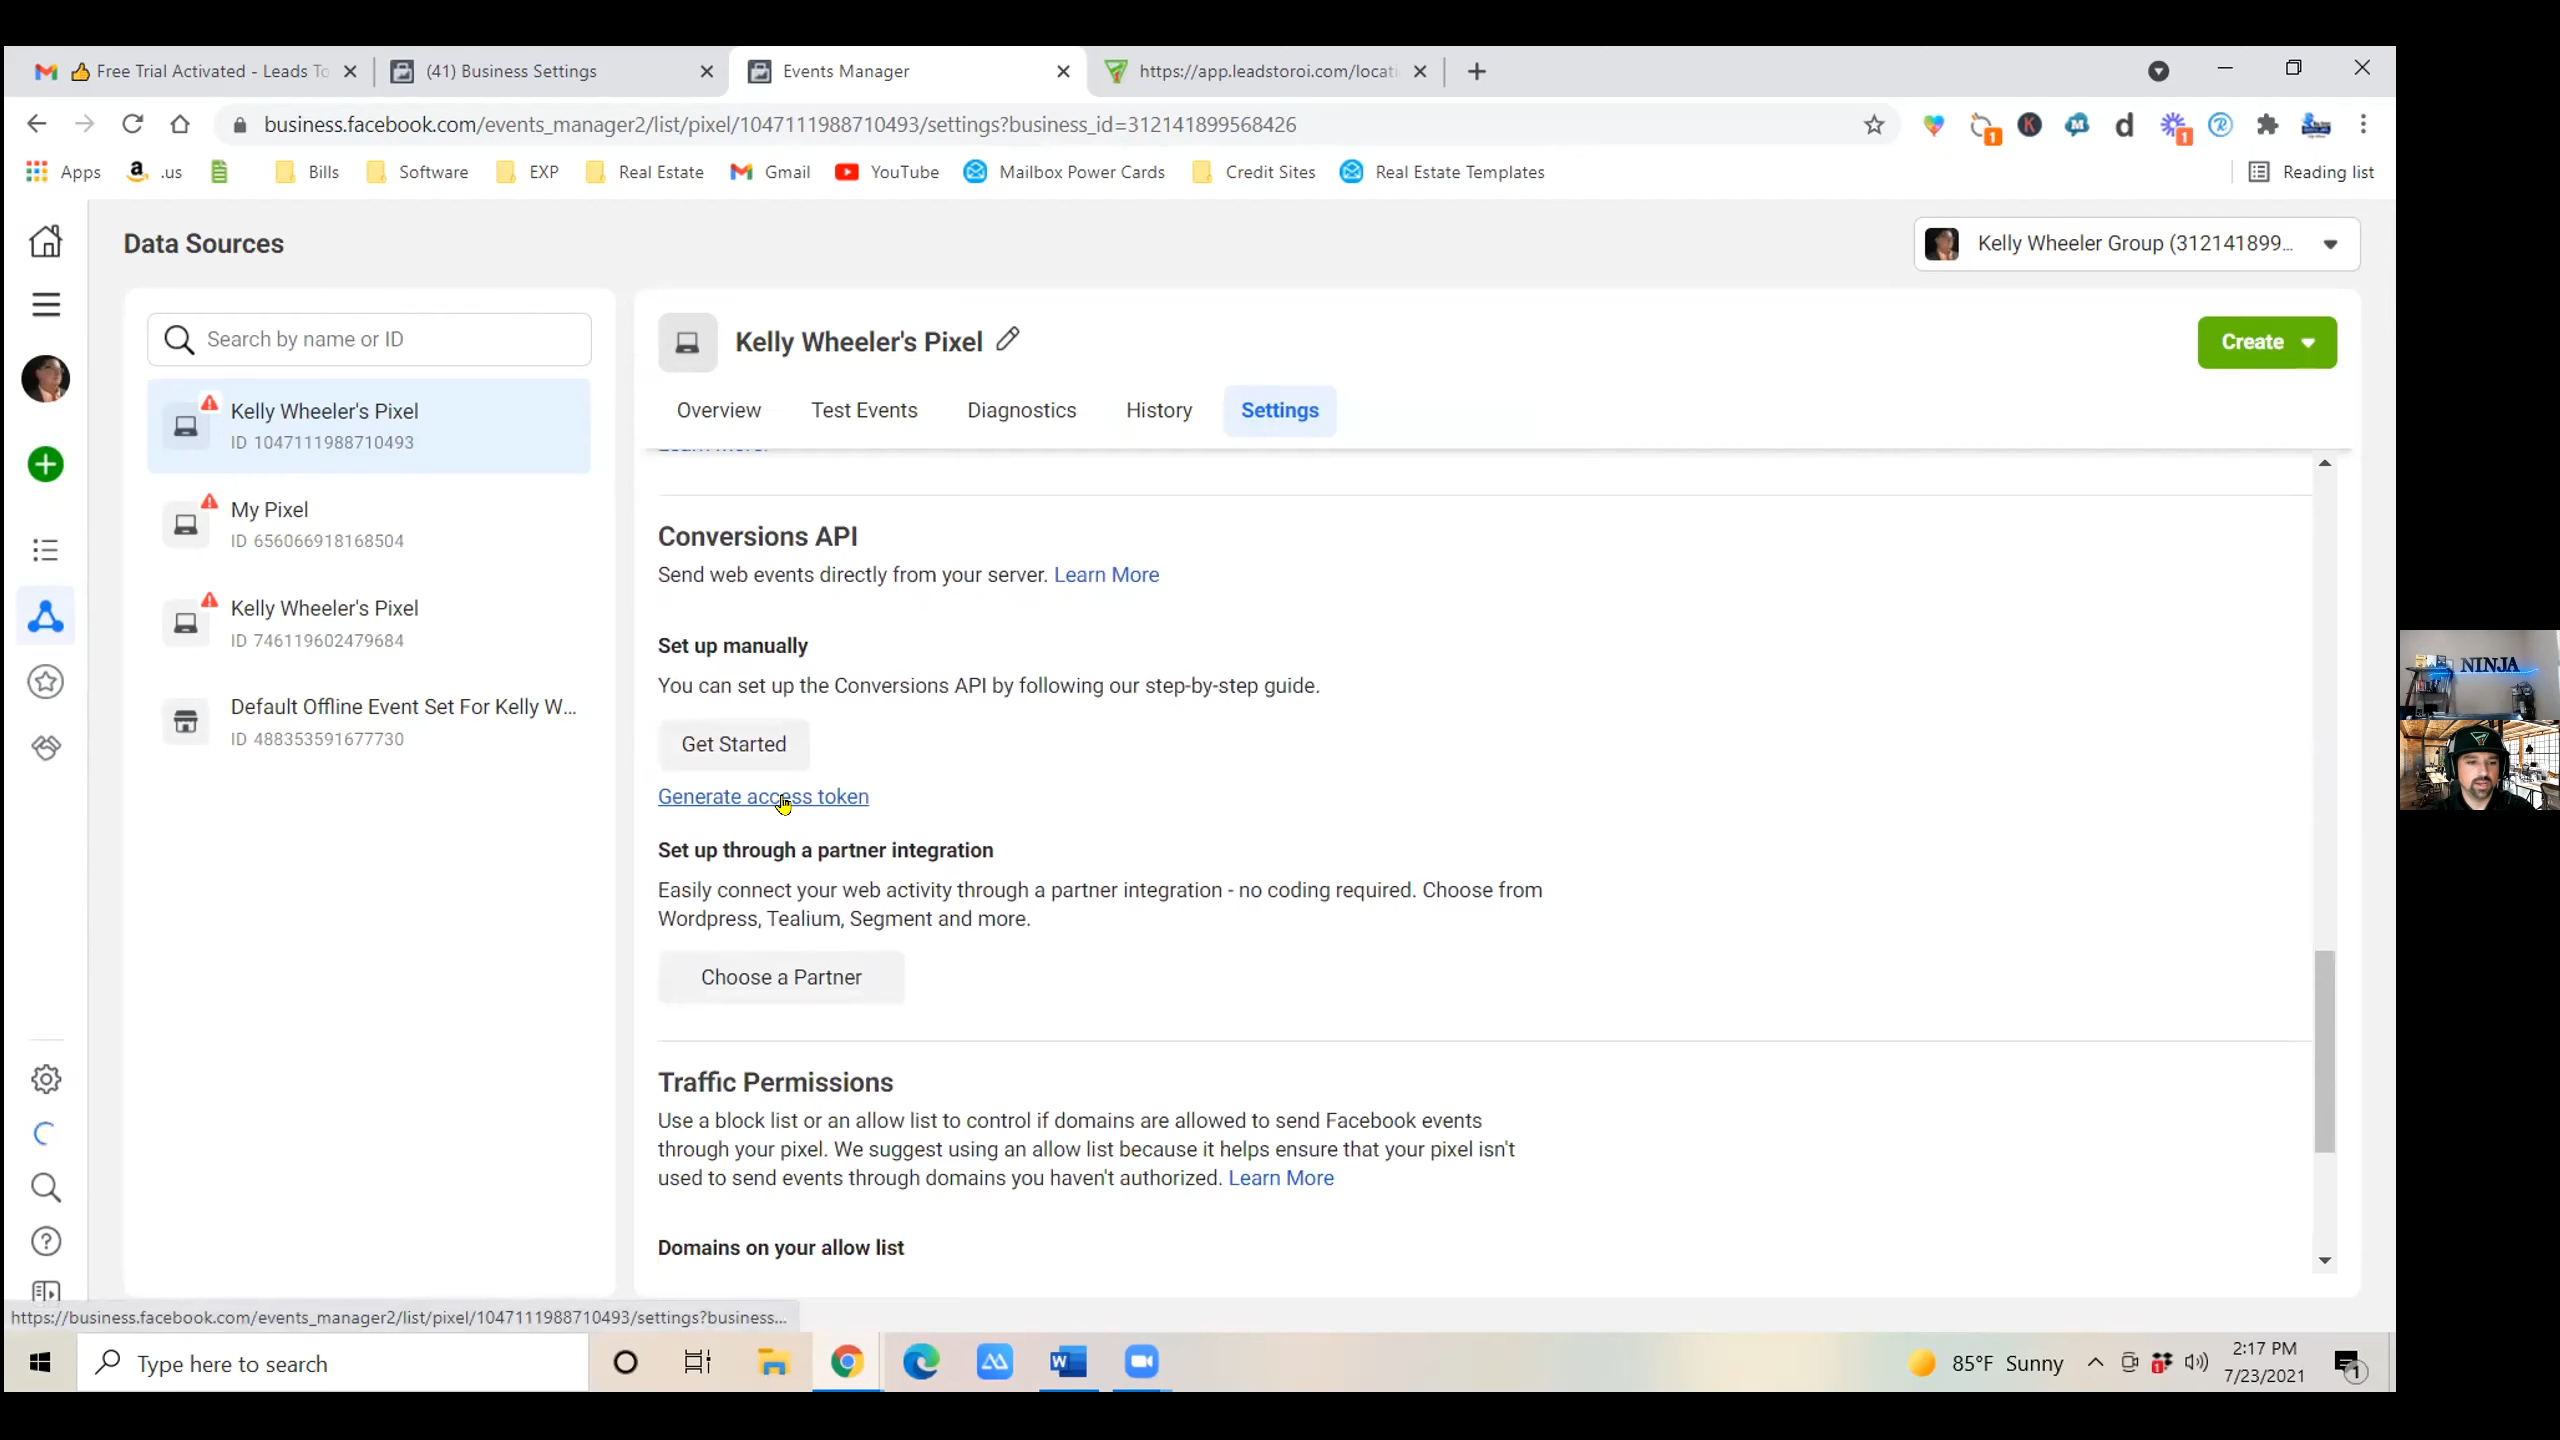 Free Trial Activated - Leads To
(41) Business Settings
Events Manager
https://app.leadstoroi.com/locati
business.facebook.com/events_manager2/list/pixel/1047111988710493/settings?business_id=312141899568426
1
K
M
d
1
R
Apps
.us
Bills
Software
EXP
Real Estate
Gmail
YouTube
Mailbox Power Cards
Credit Sites
Real Estate Templates
Reading list
Data Sources
Kelly Wheeler Group (312141899...
Search by name or ID
Kelly Wheeler's Pixel
ID 1047111988710493
My Pixel
ID 656066918168504
Kelly Wheeler's Pixel
ID 746119602479684
Default Offline Event Set For Kelly W...
ID 488353591677730
Kelly Wheeler's Pixel
Create
Overview
Test Events
Diagnostics
History
Settings
Conversions API
Send web events directly from your server. Learn More
Set up manually
You can set up the Conversions API by following our step-by-step guide.
Get Started
Generate access token
Set up through a partner integration
Easily connect your web activity through a partner integration - no coding required. Choose from
Wordpress, Tealium, Segment and more.
Choose a Partner
Traffic Permissions
Use a block list or an allow list to control if domains are allowed to send Facebook events
through your pixel. We suggest using an allow list because it helps ensure that your pixel isn't
used to send events through domains you haven't authorized. Learn More
Domains on your allow list
NINJA
https://business.facebook.com/events_manager2/list/pixel/1047111988710493/settings?business...
Type here to search
85°F Sunny
2:17 PM
7/23/2021
1